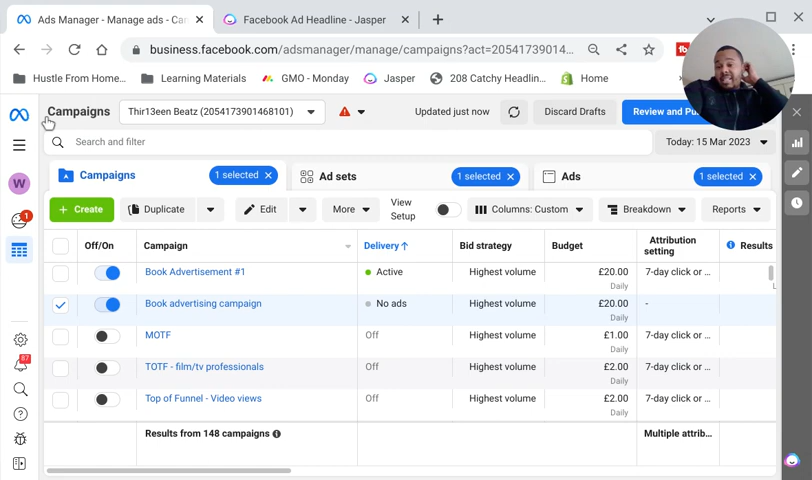 Ads Manager - Manage ads - Ca
Facebook Ad Headline - Jasper
business.facebook.com/adsmanager/manage/campaigns?act=20541739014...
Hustle From Home...
Learning Materials
GMO - Monday
Jasper
208 Catchy Headlin...
Home
Campaigns
Thir13een Beatz (2054173901468101)
Updated just now
Discard Drafts
Review and Pu
Search and filter
Today: 15 Mar 2023
Campaigns
1 selected
Ad sets
1 selected
Ads
1 selected
W
1
+ Create
Duplicate
Edit
More
View Setup
Columns: Custom
Breakdown
Reports
Off/On
Campaign
Delivery ↑
Bid strategy
Budget
Attribution setting
Results
Book Advertisement #1
Active
Highest volume
£20.00
Daily
7-day click or ...
L
Book advertising campaign
No ads
Highest volume
£20.00
Daily
-
MOTF
Off
Highest volume
£1.00
Daily
7-day click or ...
TOTF - film/tv professionals
Off
Highest volume
£2.00
Daily
7-day click or ...
87
Top of Funnel - Video views
Off
Highest volume
£2.00
Daily
7-day click or ...
Results from 148 campaigns
Multiple attrib...